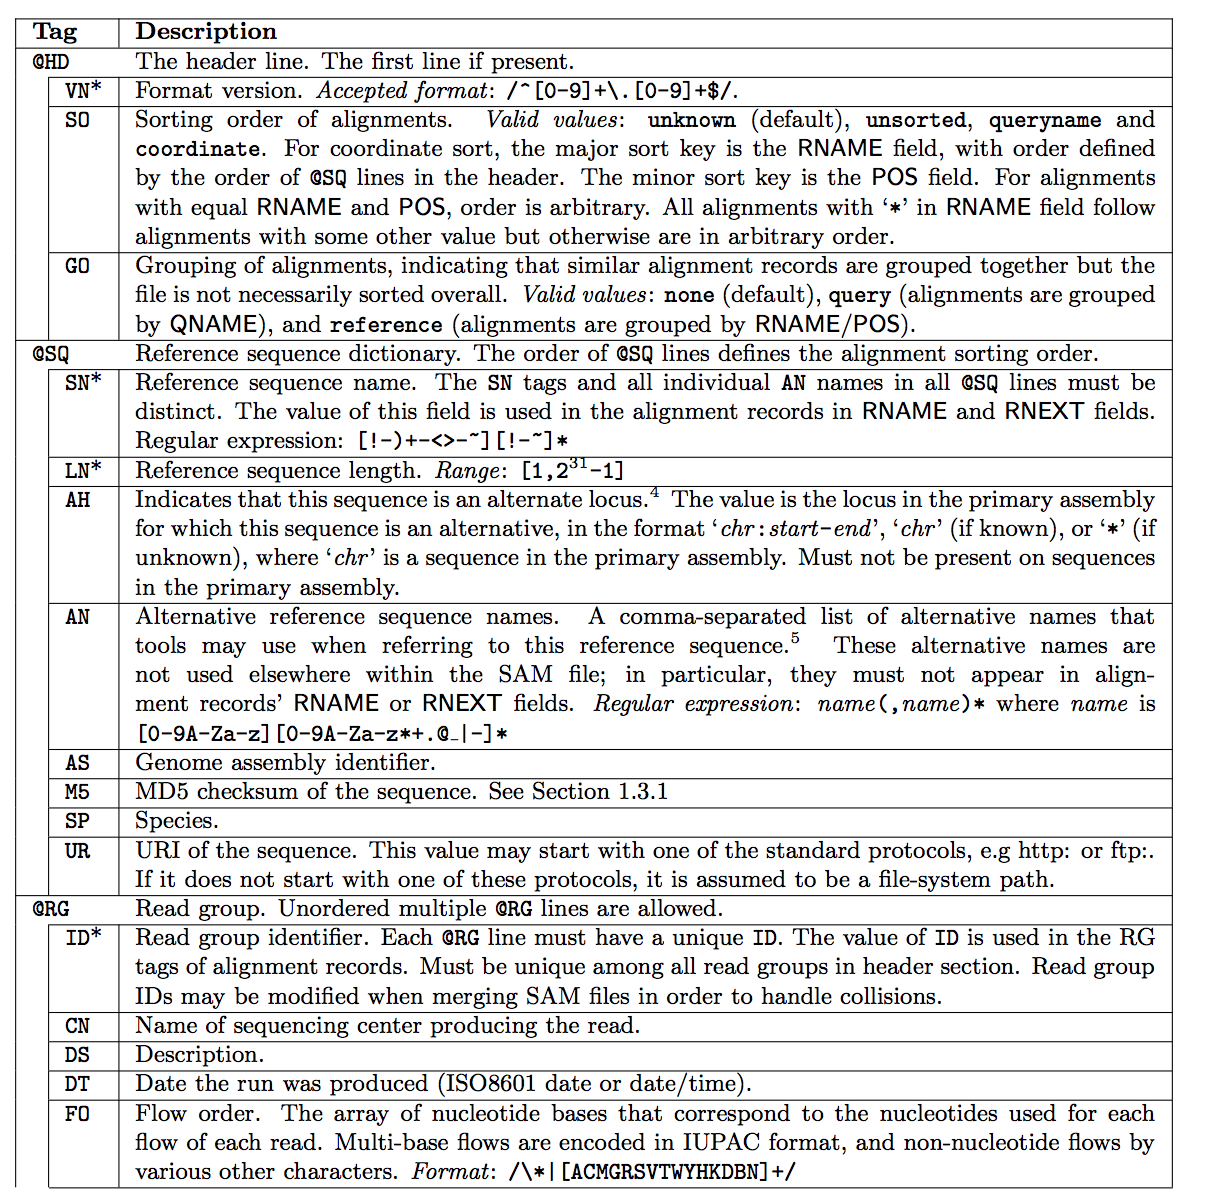 Tag Description
@HD The header line. The first line if present.
VN* Format version. Accepted format: /^[0-9]+\.[0-9]+$/.
SO Sorting order of alignments. Valid values: unknown (default), unsorted, queryname and
coordinate. For coordinate sort, the major sort key is the RNAME field, with order defined
by the order of @SQ lines in the header. The minor sort key is the POS field. For alignments
with equal RNAME and POS, order is arbitrary. All alignments with ‘*’ in RNAME field follow
alignments with some other value but otherwise are in arbitrary order.
GO Grouping of alignments, indicating that similar alignment records are grouped together but the
file is not necessarily sorted overall. Valid values: none (default), query (alignments are grouped
by QNAME), and reference (alignments are grouped by RNAME/POS).
@SQ Reference sequence dictionary. The order of @SQ lines defines the alignment sorting order.
SN* Reference sequence name. The SN tags and all individual AN names in all @SQ lines must be
distinct. The value of this field is used in the alignment records in RNAME and RNEXT fields.
Regular expression: [!-)+-<>-~][!-~]*
LN* Reference sequence length. Range: [1,2³¹-1]
AH Indicates that this sequence is an alternate locus.⁴ The value is the locus in the primary assembly
for which this sequence is an alternative, in the format ‘chr:start-end’, ‘chr’ (if known), or ‘*’ (if
unknown), where ‘chr’ is a sequence in the primary assembly. Must not be present on sequences
in the primary assembly.
AN Alternative reference sequence names. A comma-separated list of alternative names that
tools may use when referring to this reference sequence.⁵ These alternative names are
not used elsewhere within the SAM file; in particular, they must not appear in align-
ment records’ RNAME or RNEXT fields. Regular expression: name(,name)* where name is
[0-9A-Za-z][0-9A-Za-z*+.@_|-]*
AS Genome assembly identifier.
M5 MD5 checksum of the sequence. See Section 1.3.1
SP Species.
UR URI of the sequence. This value may start with one of the standard protocols, e.g http: or ftp:.
If it does not start with one of these protocols, it is assumed to be a file-system path.
@RG Read group. Unordered multiple @RG lines are allowed.
ID* Read group identifier. Each @RG line must have a unique ID. The value of ID is used in the RG
tags of alignment records. Must be unique among all read groups in header section. Read group
IDs may be modified when merging SAM files in order to handle collisions.
CN Name of sequencing center producing the read.
DS Description.
DT Date the run was produced (ISO8601 date or date/time).
FO Flow order. The array of nucleotide bases that correspond to the nucleotides used for each
flow of each read. Multi-base flows are encoded in IUPAC format, and non-nucleotide flows by
various other characters. Format: /\*|[ACMGRSVTWYHKDBN]+/